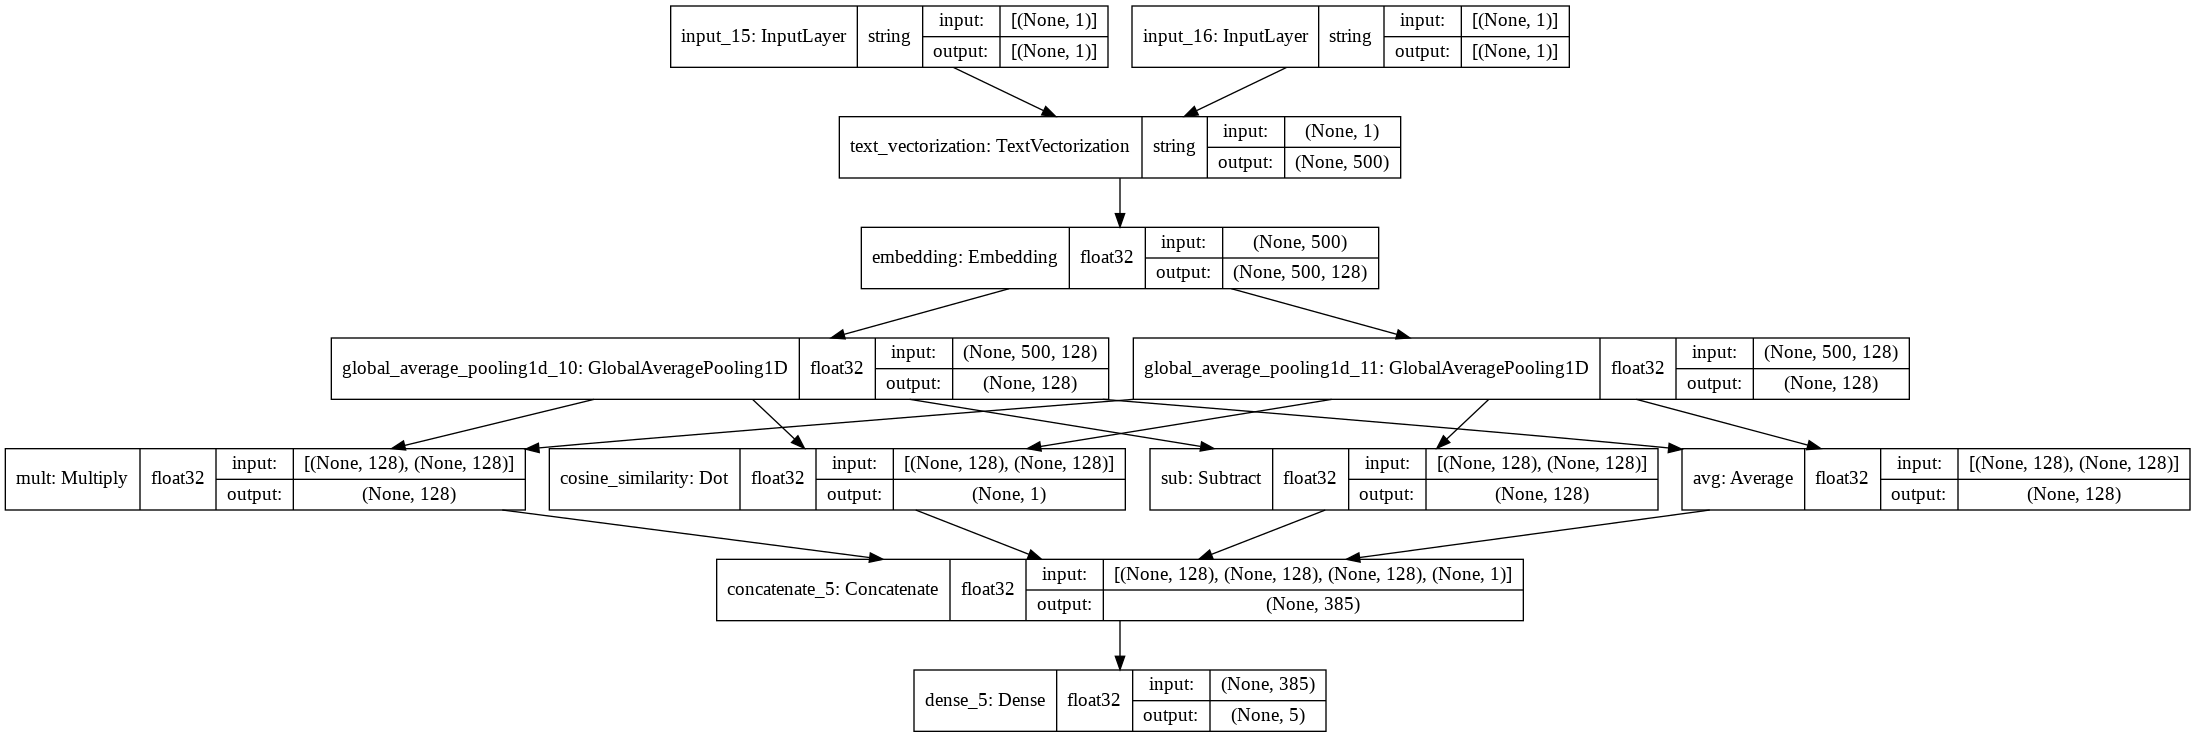 input_15: InputLayer string input: [(None, 1)] output: [(None, 1)]
input_16: InputLayer string input: [(None, 1)] output: [(None, 1)]
text_vectorization: TextVectorization string input: (None, 1) output: (None, 500)
embedding: Embedding float32 input: (None, 500) output: (None, 500, 128)
global_average_pooling1d_10: GlobalAveragePooling1D float32 input: (None, 500, 128) output: (None, 128)
global_average_pooling1d_11: GlobalAveragePooling1D float32 input: (None, 500, 128) output: (None, 128)
mult: Multiply float32 input: [(None, 128), (None, 128)] output: (None, 128)
cosine_similarity: Dot float32 input: [(None, 128), (None, 128)] output: (None, 1)
sub: Subtract float32 input: [(None, 128), (None, 128)] output: (None, 128)
avg: Average float32 input: [(None, 128), (None, 128)] output: (None, 128)
concatenate_5: Concatenate float32 input: [(None, 128), (None, 128), (None, 128), (None, 1)] output: (None, 385)
dense_5: Dense float32 input: (None, 385) output: (None, 5)